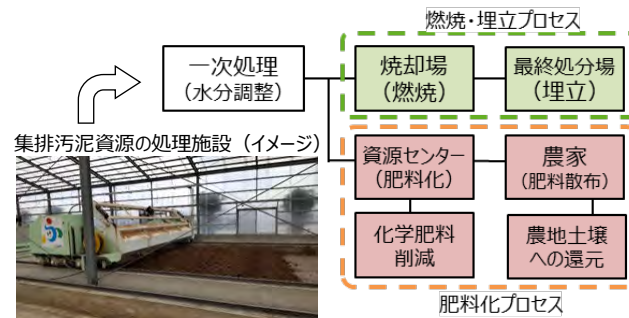 燃焼・埋立プロセス
一次処理
（水分調整）
焼却場
（燃焼）
最終処分場
（埋立）
集排汚泥資源の処理施設（イメージ）
資源センター
（肥料化）
農家
（肥料散布）
化学肥料
削減
農地土壌
への還元
肥料化プロセス